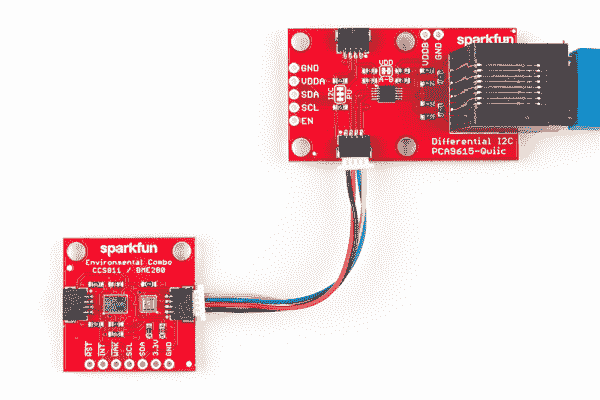 sparkfun
VDDB
GND
GND
VDDA
SDA
SCL
EN
I2C
PU
VDD
A=B
Differential I2C
PCA9615-Qwiic
sparkfun
Environmental Combo
CCS811 / BME280
RST
INT
WAK
SCL
SDA
3.3V
GND